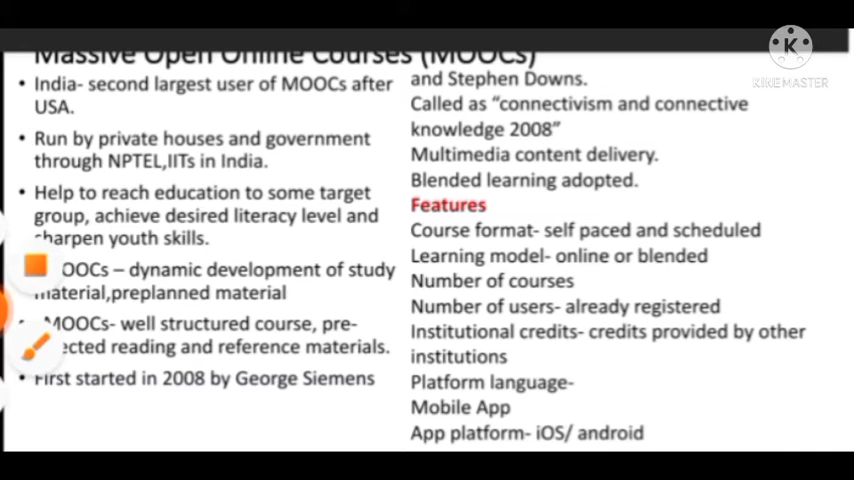 Massive Open Online Courses (MOOCs)
• India- second largest user of MOOCs after
USA.
• Run by private houses and government
through NPTEL,IITs in India.
• Help to reach education to some target
group, achieve desired literacy level and
sharpen youth skills.
OOCs – dynamic development of study
material,preplanned material
MOOCs- well structured course, pre-
ected reading and reference materials.
• First started in 2008 by George Siemens
and Stephen Downs.
Called as “connectivism and connective
knowledge 2008”
Multimedia content delivery.
Blended learning adopted.
Features
Course format- self paced and scheduled
Learning model- online or blended
Number of courses
Number of users- already registered
Institutional credits- credits provided by other
institutions
Platform language-
Mobile App
App platform- iOS/ android
K
KINEMASTER